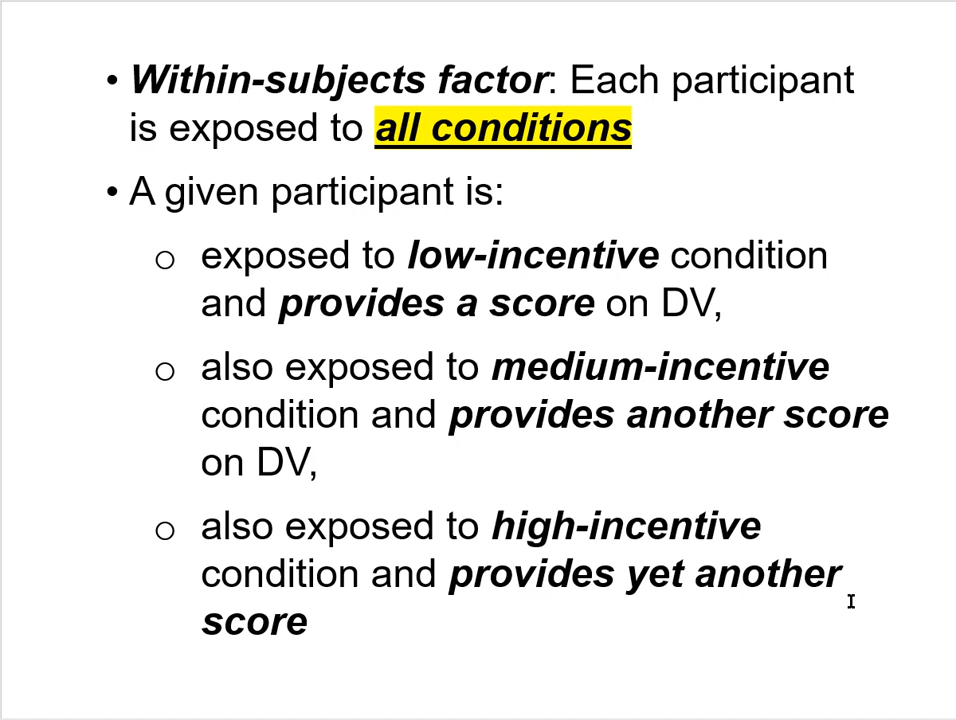 • Within-subjects factor: Each participant
is exposed to all conditions
• A given participant is:
o exposed to low-incentive condition
and provides a score on DV,
o also exposed to medium-incentive
condition and provides another score
on DV,
o also exposed to high-incentive
condition and provides yet another
score